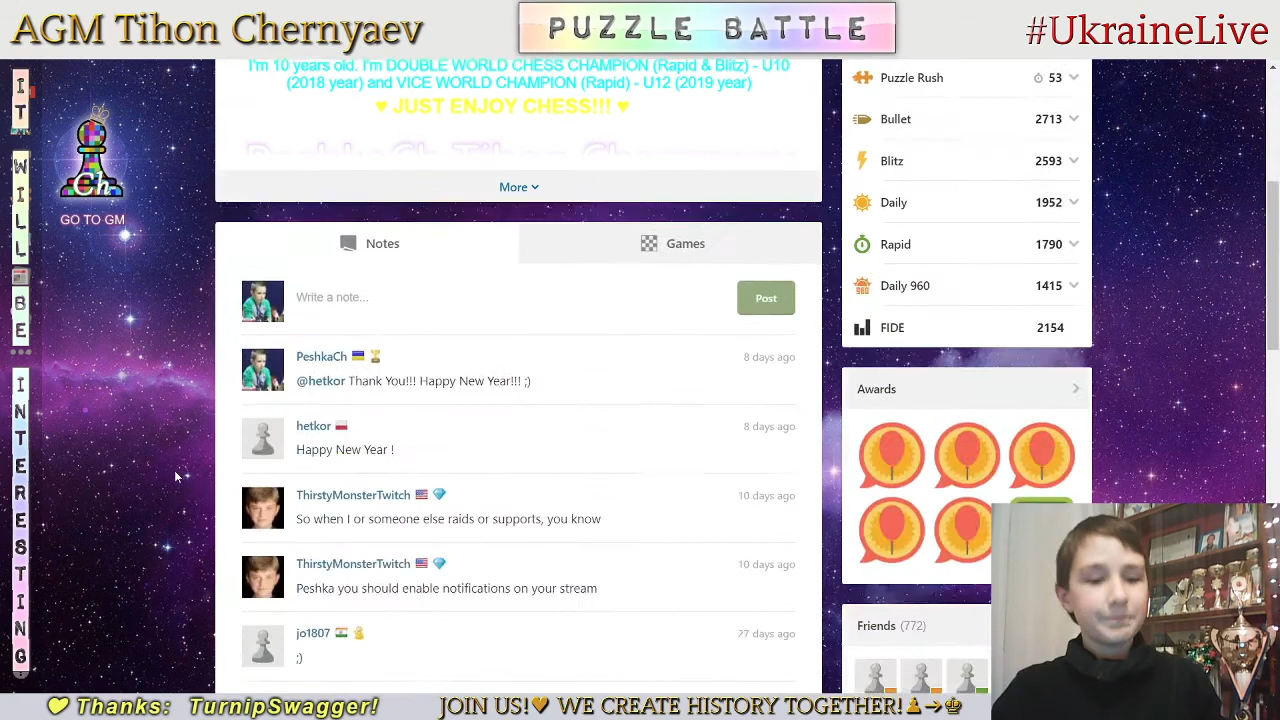 AGM Tihon Chernyaev
PUZZLE BATTLE
#UkraineLive
I'm 10 years old. I'm DOUBLE WORLD CHESS CHAMPION (Rapid & Blitz) - U10
(2018 year) and VICE WORLD CHAMPION (Rapid) - U12 (2019 year)
♥ JUST ENJOY CHESS!!! ♥
More
IT WILL BE INTERESTING
Ch
GO TO GM
Notes
Games
Write a note...
Post
PeshkaCh
8 days ago
@hetkor Thank You!!! Happy New Year!!! ;)
hetkor
8 days ago
Happy New Year !
ThirstyMonsterTwitch
10 days ago
So when I or someone else raids or supports, you know
ThirstyMonsterTwitch
10 days ago
Peshka you should enable notifications on your stream
jo1807
27 days ago
;)
Puzzle Rush 53
Bullet 2713
Blitz 2593
Daily 1952
Rapid 1790
Daily 960 1415
FIDE 2154
Awards
Friends (772)
Thanks: TurnipSwagger!
JOIN US! WE CREATE HISTORY TOGETHER!